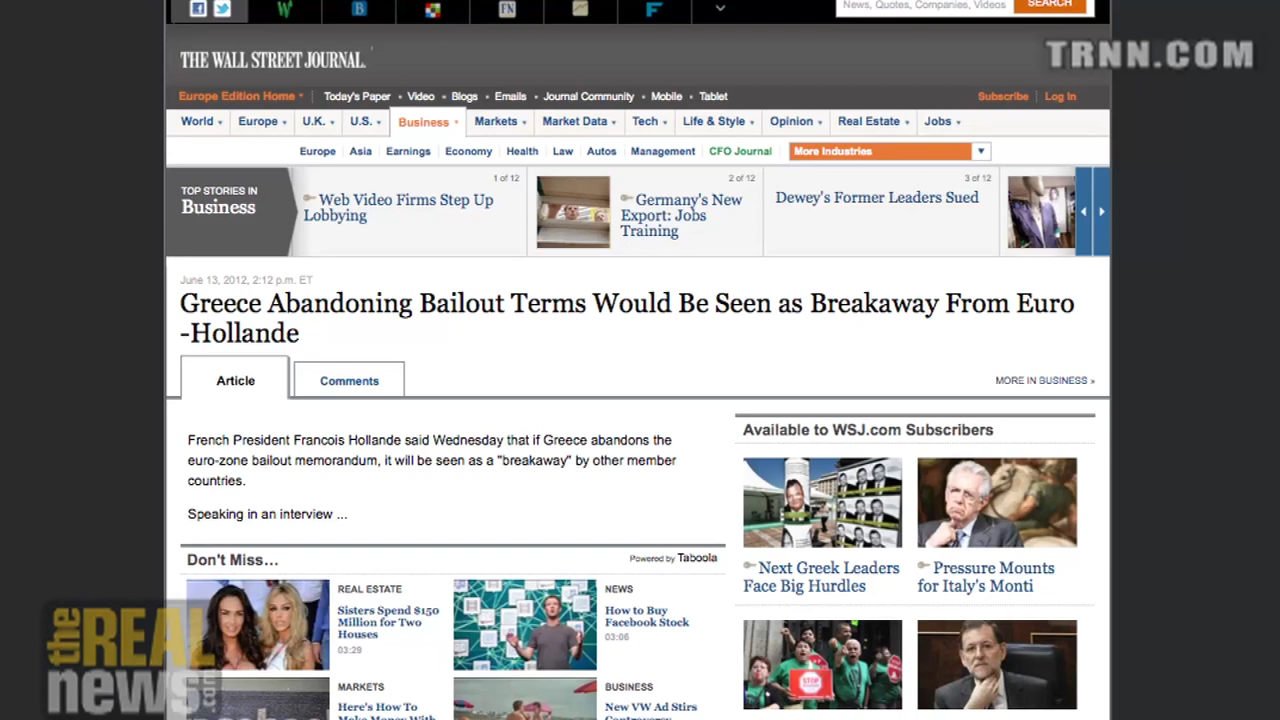 News, Quotes, Companies, Videos
SEARCH
THE WALL STREET JOURNAL.
TRNN.COM
Europe Edition Home
Today's Paper • Video • Blogs • Emails • Journal Community • Mobile • Tablet
Subscribe
Log In
World
Europe
U.K.
U.S.
Business
Markets
Market Data
Tech
Life & Style
Opinion
Real Estate
Jobs
Europe
Asia
Earnings
Economy
Health
Law
Autos
Management
CFO Journal
More Industries
TOP STORIES IN
Business
1 of 12
Web Video Firms Step Up
Lobbying
2 of 12
Germany's New
Export: Jobs
Training
3 of 12
Dewey's Former Leaders Sued
June 13, 2012, 2:12 p.m. ET
Greece Abandoning Bailout Terms Would Be Seen as Breakaway From Euro
-Hollande
Article
Comments
MORE IN BUSINESS »
French President Francois Hollande said Wednesday that if Greece abandons the
euro-zone bailout memorandum, it will be seen as a "breakaway" by other member
countries.
Speaking in an interview ...
Available to WSJ.com Subscribers
Next Greek Leaders
Face Big Hurdles
Pressure Mounts
for Italy's Monti
Don't Miss...
Powered by Taboola
REAL ESTATE
Sisters Spend $150
Million for Two
Houses
03:29
NEWS
How to Buy
Facebook Stock
03:06
MARKETS
Here's How To
Make Money With
BUSINESS
New VW Ad Stirs
Controversy
STOP
the REAL
news.com